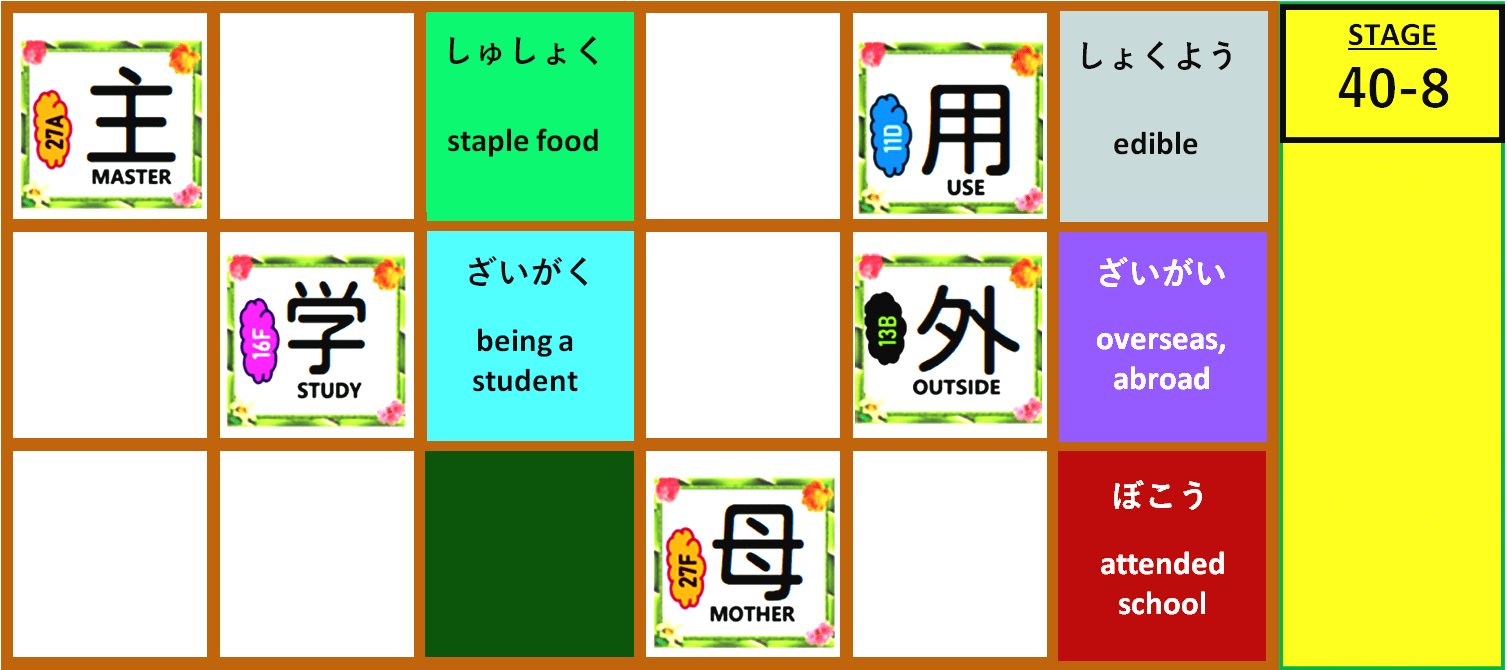 27A
主
MASTER
しゅしょく
staple food
11D
用
USE
しょくよう
edible
STAGE
40-8
16F
学
STUDY
ざいがく
being a
student
13B
外
OUTSIDE
ざいがい
overseas,
abroad
27F
母
MOTHER
ぼこう
attended
school